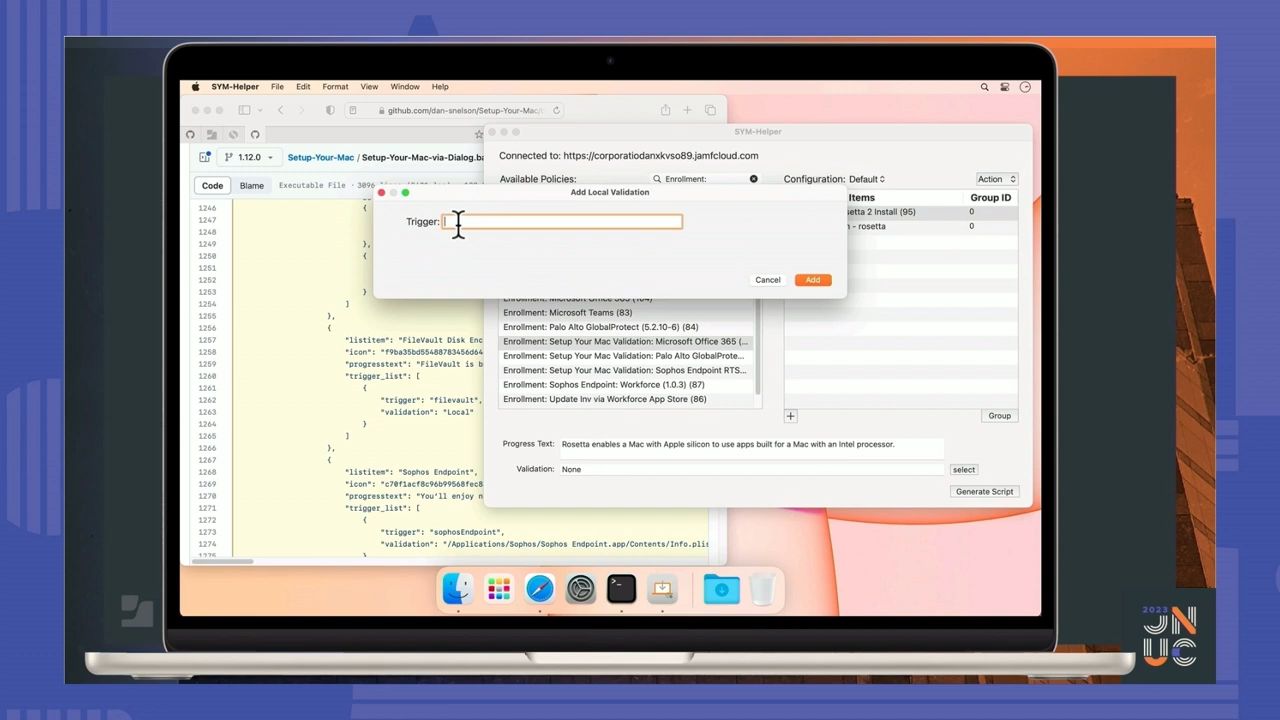 SYM-Helper File Edit Format View Window Help
github.com/dan-snelson/Setup-Your-Mac/
1.12.0 Setup-Your-Mac / Setup-Your-Mac-via-Dialog.ba
Code Blame Executable File · 3096
1246
1247
1248
1249 },
1250 {
1251
1252
1253 }
1254 ]
1255 },
1256 {
1257 "listitem": "FileVault Disk Enc
1258 "icon": "f9ba35bd55488783456d64
1259 "progresstext": "FileVault is b
1260 "trigger_list": [
1261 {
1262 "trigger": "filevault",
1263 "validation": "Local"
1264 }
1265 ]
1266 },
1267 {
1268 "listitem": "Sophos Endpoint",
1269 "icon": "c70f1acf8c96b99568fec8
1270 "progresstext": "You'll enjoy n
1271 "trigger_list": [
1272 {
1273 "trigger": "sophosEndpoint",
1274 "validation": "/Applications/Sophos/Sophos Endpoint.app/Contents/Info.plis
1275 }
SYM-Helper
Connected to: https://corporatiodanxkvso89.jamfcloud.com
Available Policies: Enrollment: Configuration: Default Action
Items Group ID
setta 2 Install (95) 0
n - rosetta 0
Add Local Validation
Trigger:
Cancel Add
Enrollment: Microsoft Teams (83)
Enrollment: Palo Alto GlobalProtect (5.2.10-6) (84)
Enrollment: Setup Your Mac Validation: Microsoft Office 365 (...
Enrollment: Setup Your Mac Validation: Palo Alto GlobalProte...
Enrollment: Setup Your Mac Validation: Sophos Endpoint RTS...
Enrollment: Sophos Endpoint: Workforce (1.0.3) (87)
Enrollment: Update Inv via Workforce App Store (86)
+ Group
Progress Text: Rosetta enables a Mac with Apple silicon to use apps built for a Mac with an Intel processor.
Validation: None select
Generate Script
2023
JN
UC